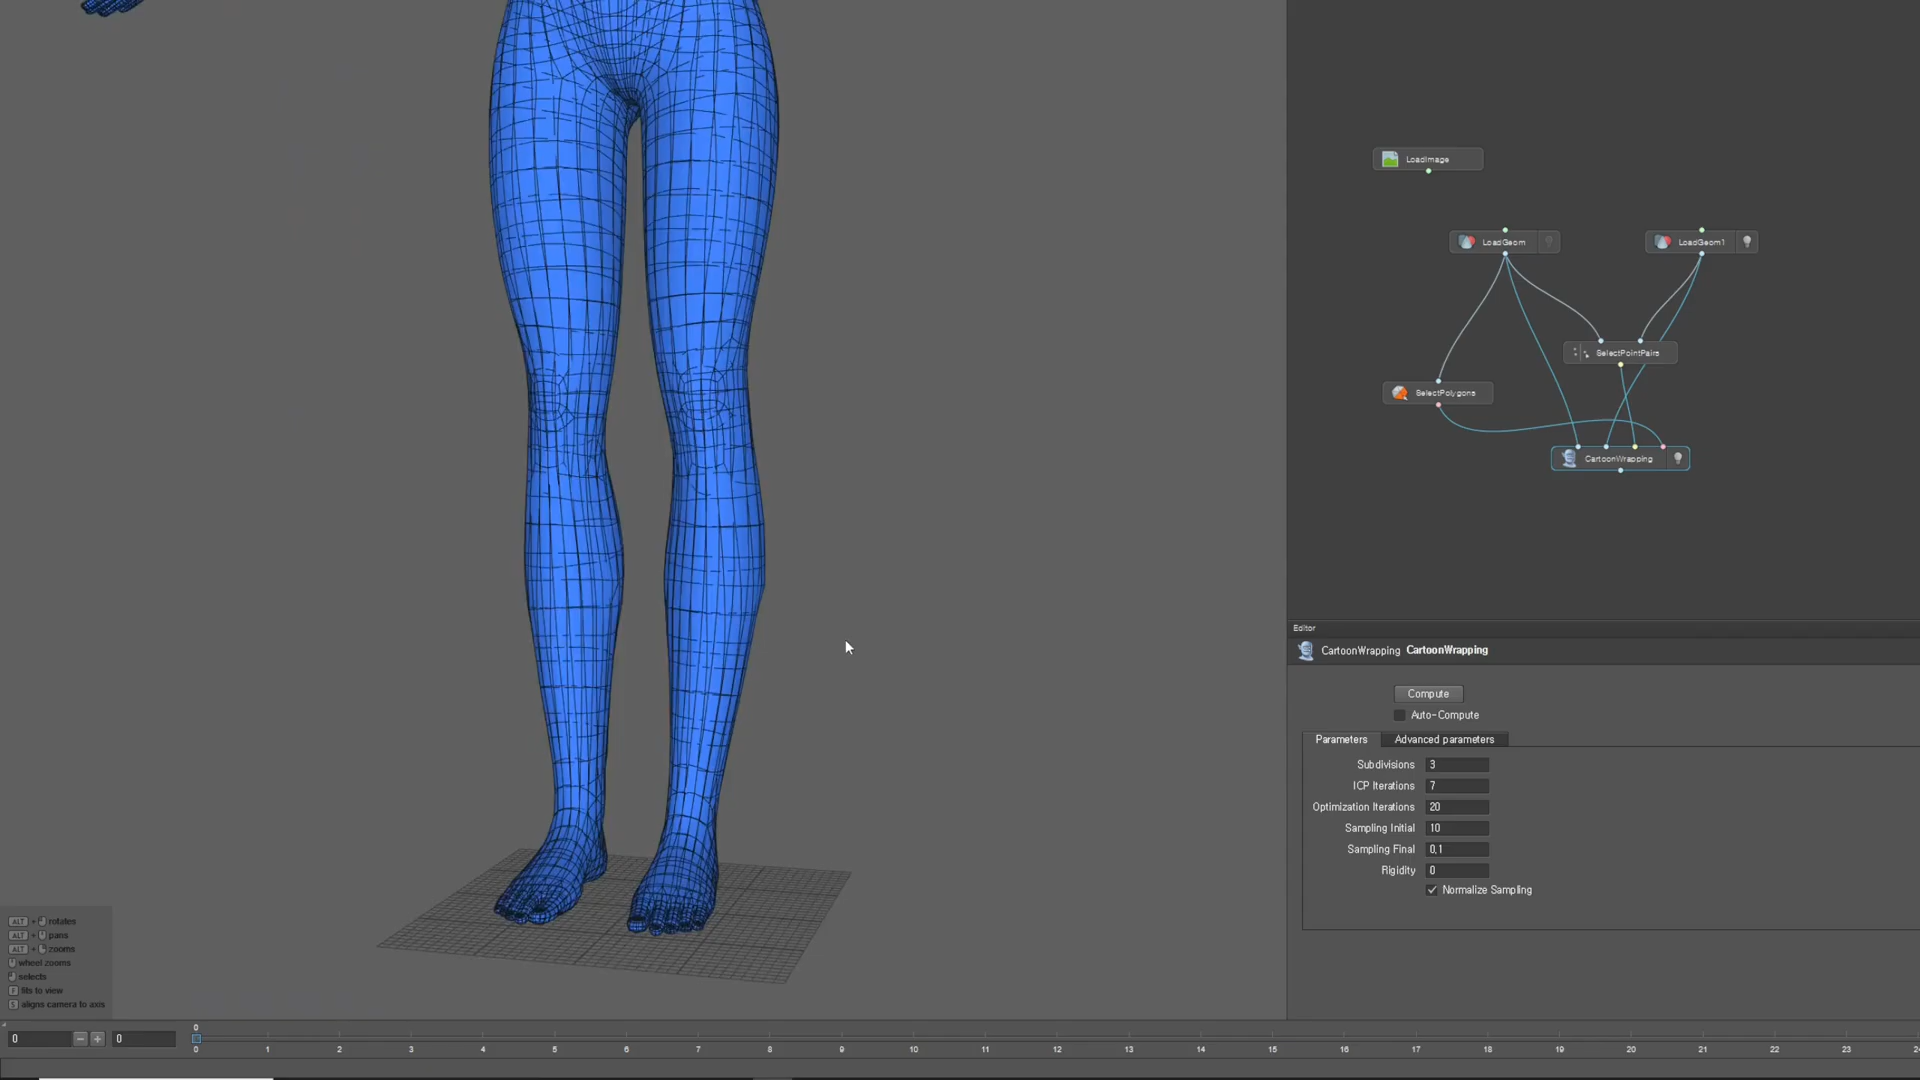 LoadImage
LoadGeom
LoadGeom1
SelectPointPairs
SelectPolygons
CartoonWrapping
Editor
CartoonWrapping CartoonWrapping
Compute
Auto-Compute
Parameters Advanced parameters
Subdivisions 3
ICP Iterations 7
Optimization Iterations 20
Sampling Initial 10
Sampling Final 0,1
Rigidity 0
Normalize Sampling
ALT + rotates
ALT + pans
ALT + zooms
wheel zooms
selects
F fits to view
S aligns camera to axis
0
0 0
0 1 2 3 4 5 6 7 8 9 10 11 12 13 14 15 16 17 18 19 20 21 22 23